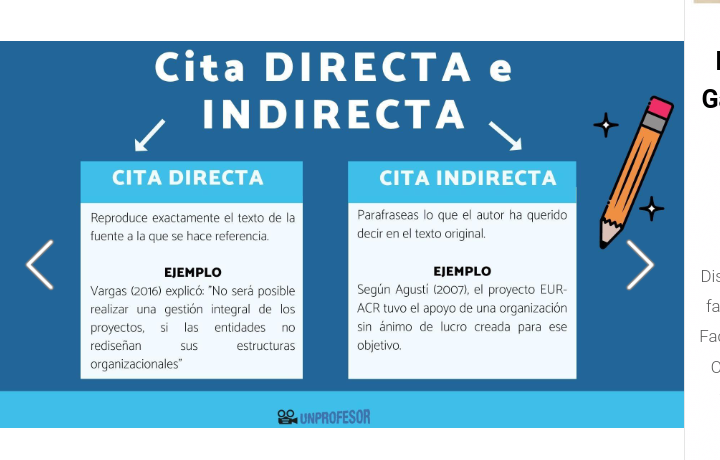 Cita DIRECTA e
INDIRECTA
CITA DIRECTA
Reproduce exactamente el texto de la
fuente a la que se hace referencia.
EJEMPLO
Vargas (2016) explicó: "No será posible
realizar una gestión integral de los
proyectos, si las entidades no
rediseñan sus estructuras
organizacionales"
CITA INDIRECTA
Parafraseas lo que el autor ha querido
decir en el texto original.
EJEMPLO
Según Agustí (2007), el proyecto EUR-
ACR tuvo el apoyo de una organización
sin ánimo de lucro creada para ese
objetivo.
UNPROFESOR